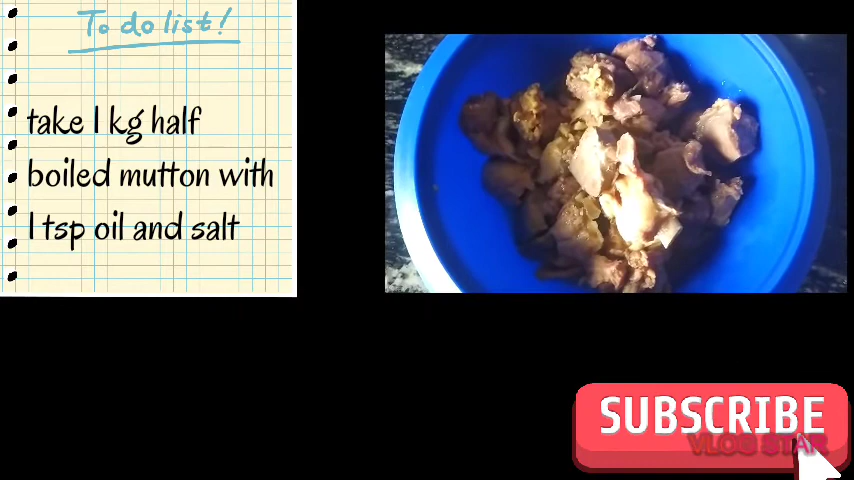 To do list!
take 1 kg half
boiled mutton with
1 tsp oil and salt
SUBSCRIBE
VLOG STAR